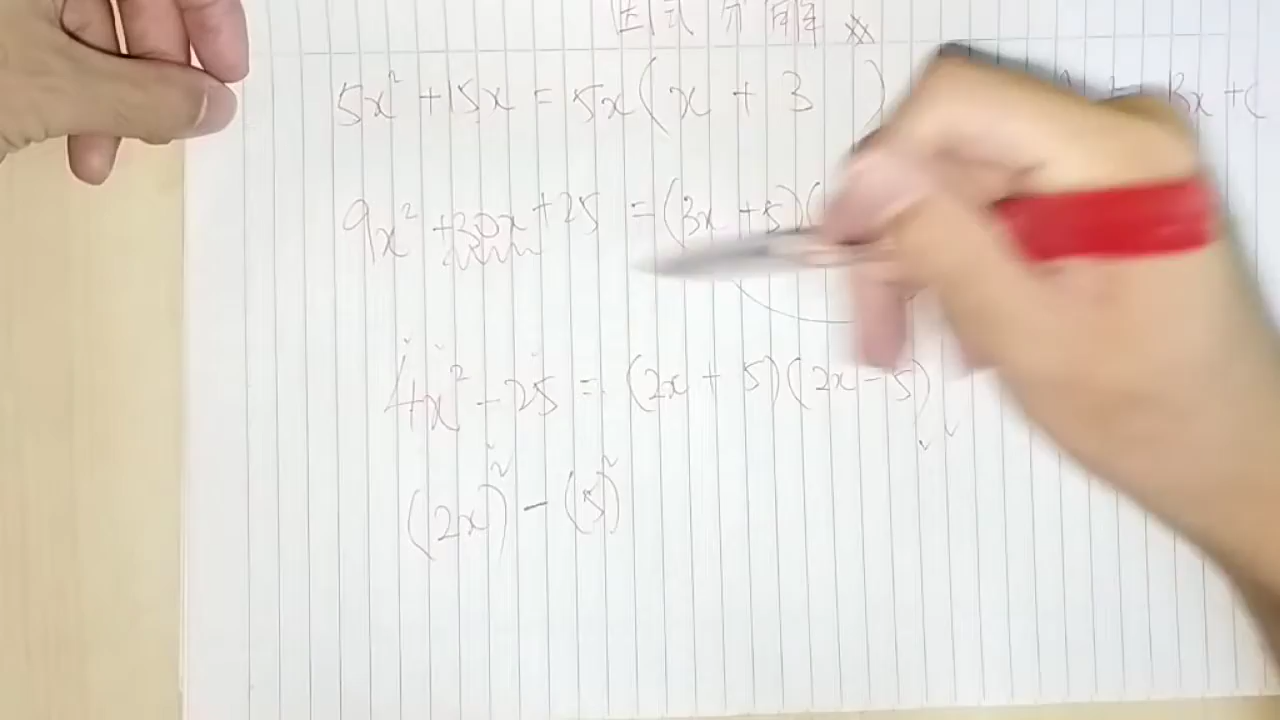 因式分解 ※
5x² + 15x = 5x(x + 3) Bx + C
9x² + 30x + 25 = (3x + 5)(
4x² - 25 = (2x + 5)(2x - 5)
(2x)² - (5)²